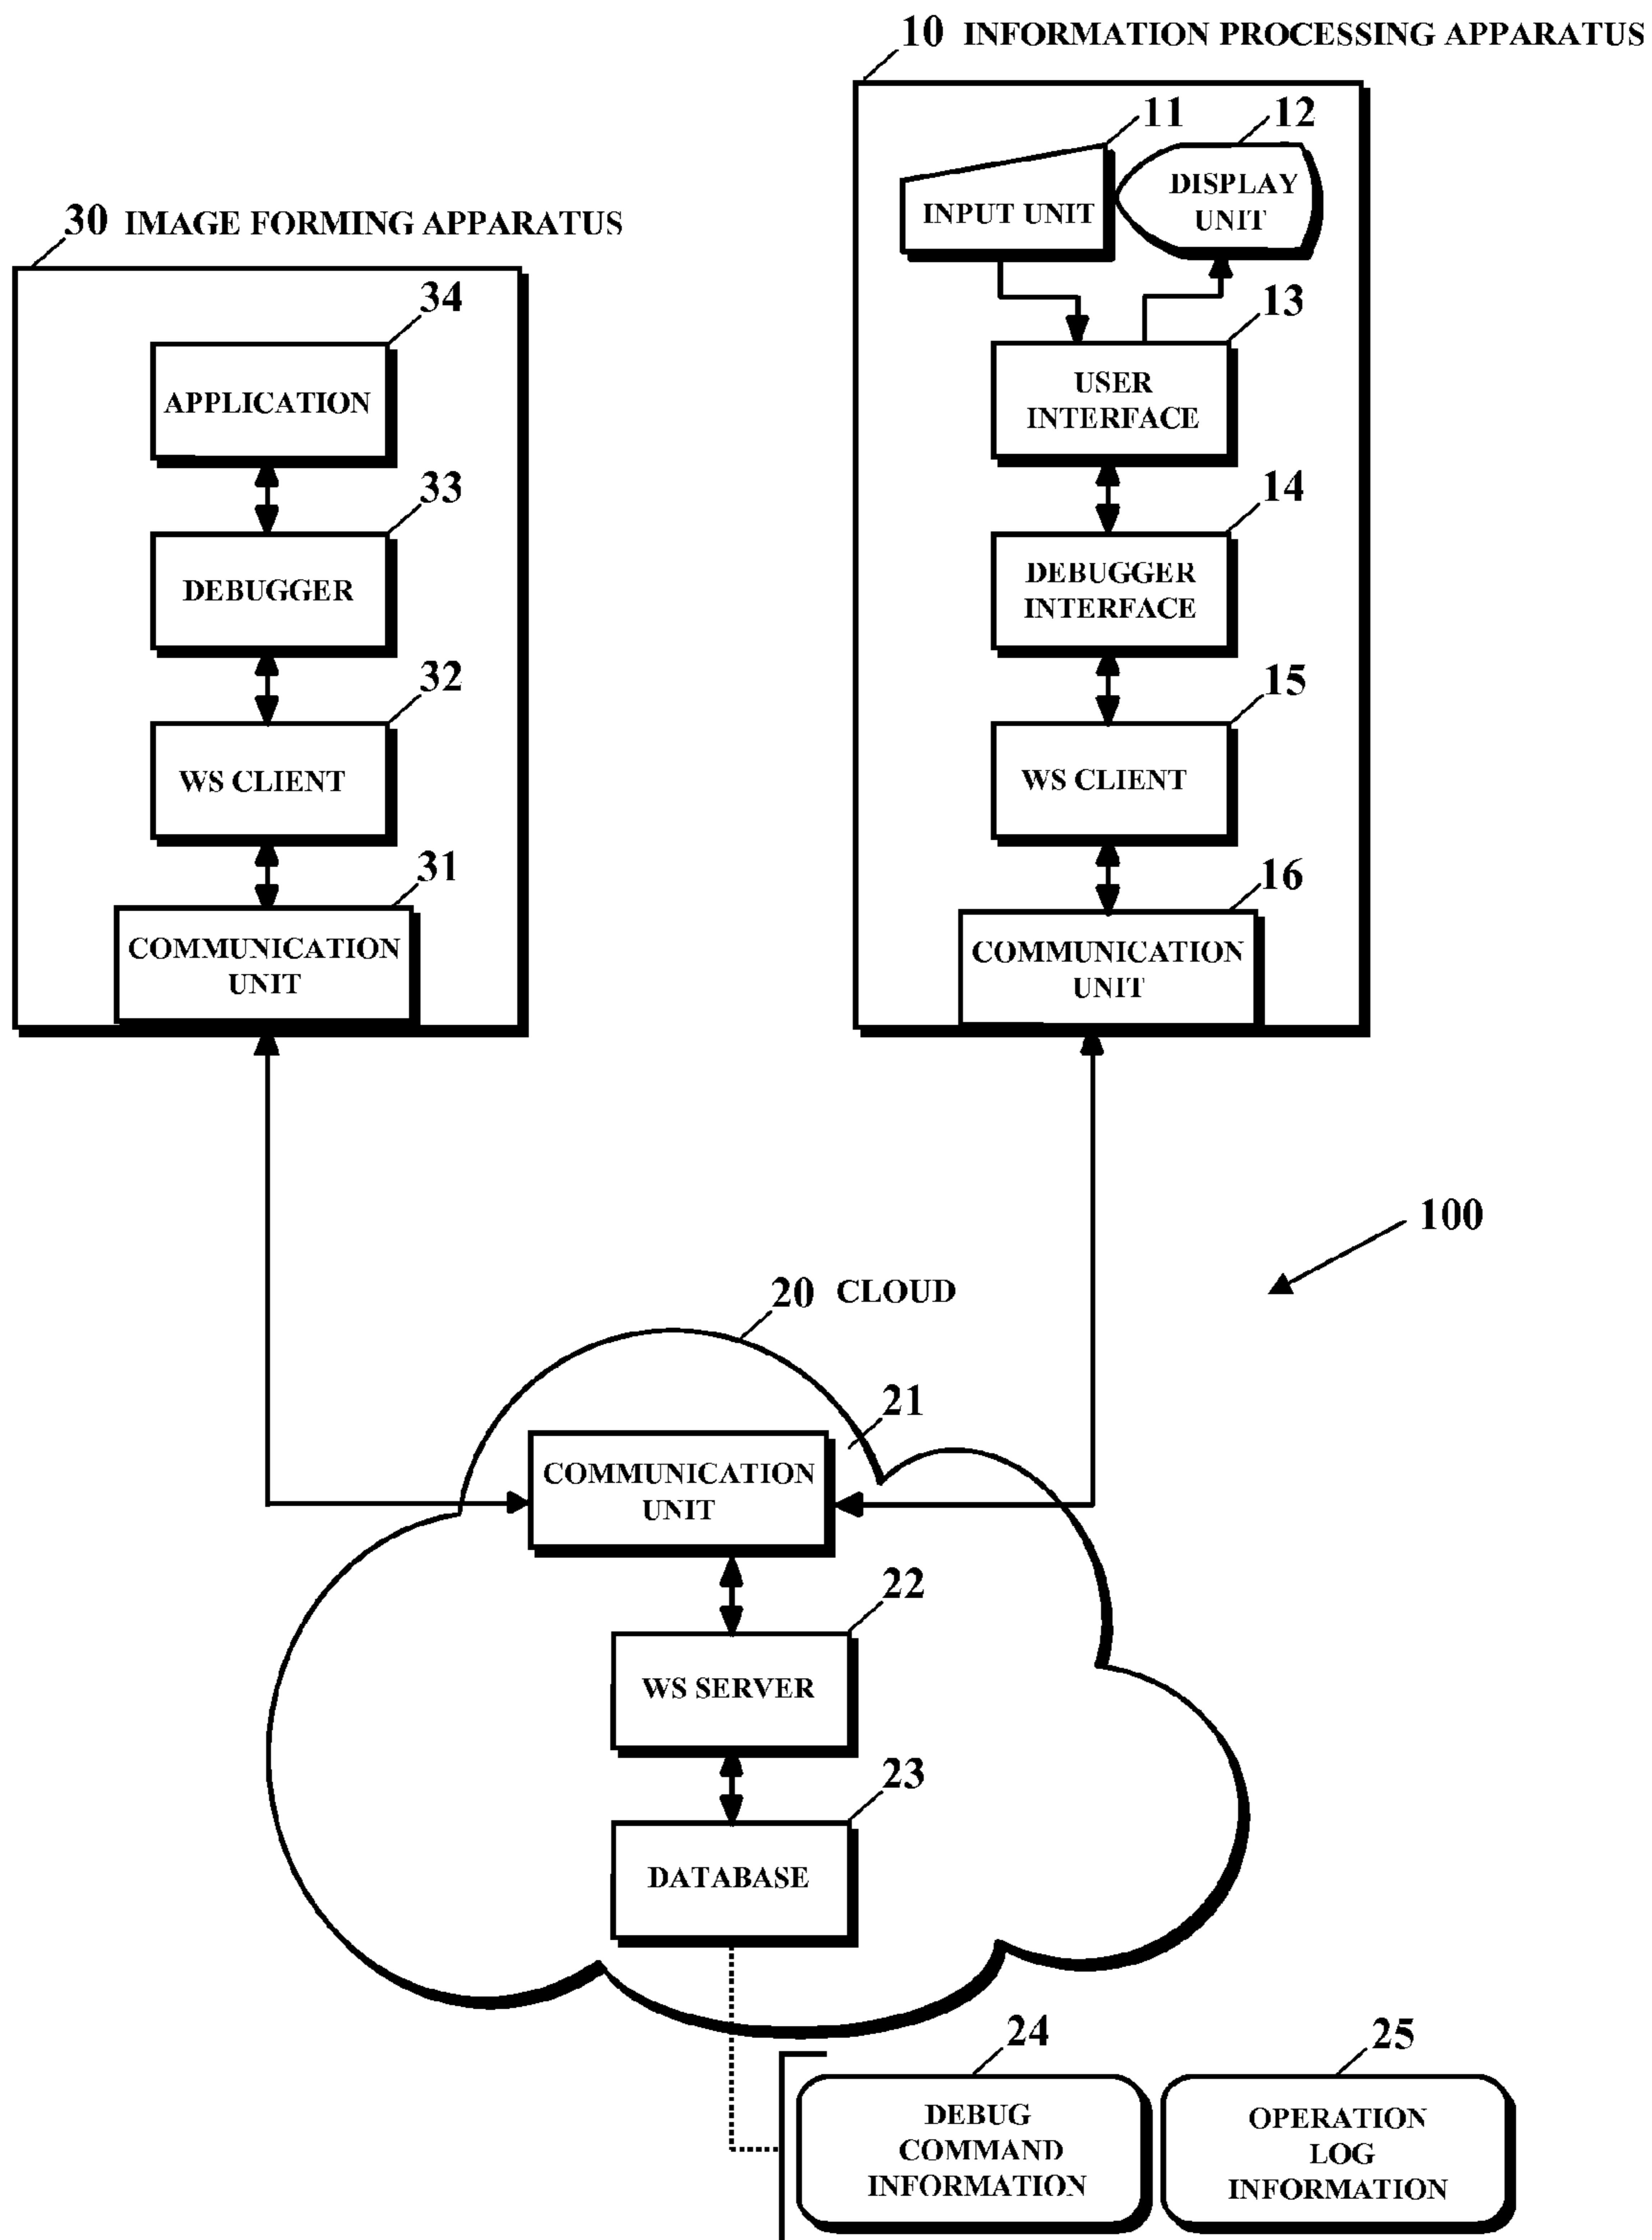 10 INFORMATION PROCESSING APPARATUS
11
12
INPUT UNIT
DISPLAY
UNIT
13
USER
INTERFACE
14
DEBUGGER
INTERFACE
15
WS CLIENT
16
COMMUNICATION
UNIT
30 IMAGE FORMING APPARATUS
34
APPLICATION
33
DEBUGGER
32
WS CLIENT
31
COMMUNICATION
UNIT
100
20 CLOUD
21
COMMUNICATION
UNIT
22
WS SERVER
23
DATABASE
24
DEBUG
COMMAND
INFORMATION
25
OPERATION
LOG
INFORMATION